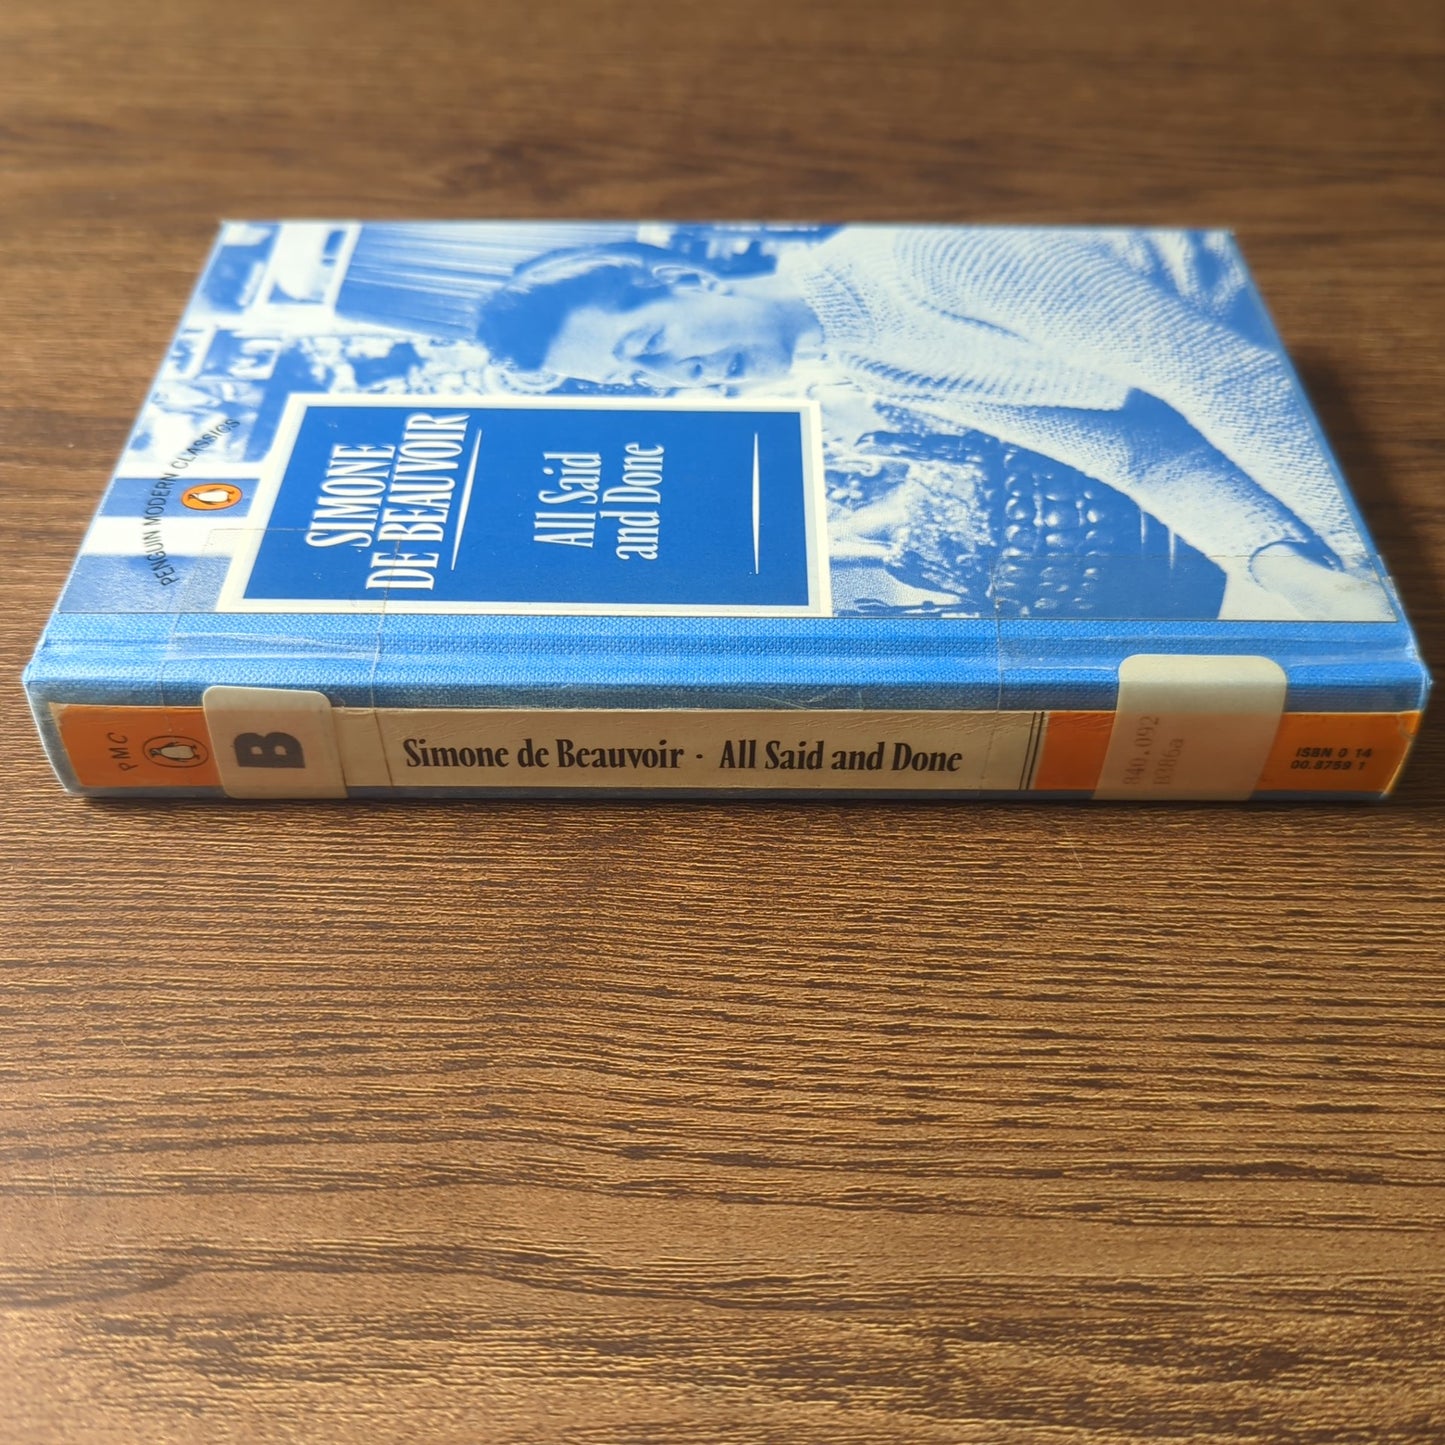 PENGUIN MODERN CLASSICS
SIMONE
DE BEAUVOIR
All Said
and Done
PMC
B
Simone de Beauvoir · All Said and Done
840.092
B386a
ISBN 0 14
00.8759 1